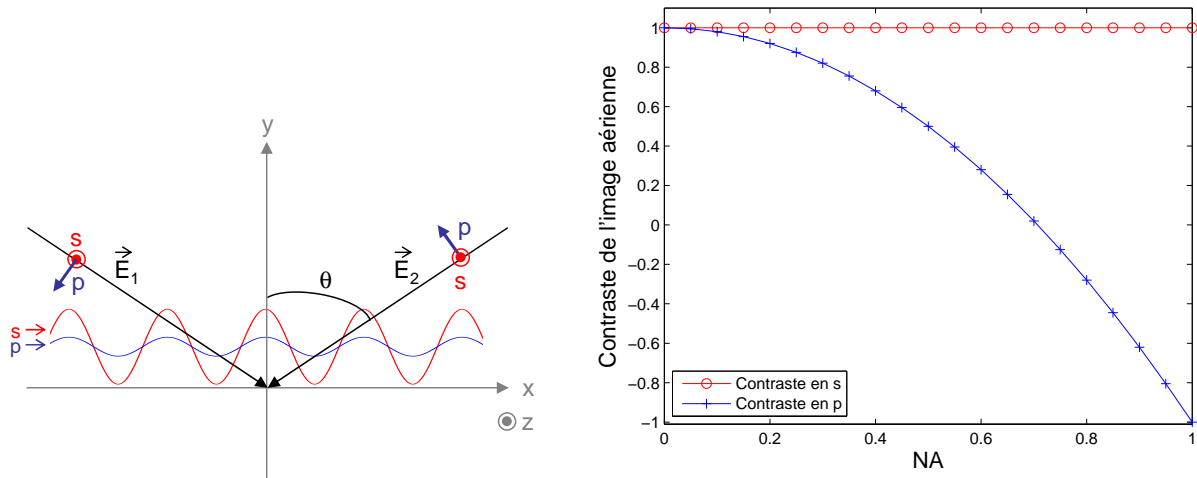 y
s
p
E1
θ
E2
p
s
s
p
x
z
Contraste de l'image aérienne
1
0.8
0.6
0.4
0.2
0
−0.2
−0.4
−0.6
−0.8
−1
Contraste en s
Contraste en p
0
0.2
0.4
0.6
0.8
1
NA